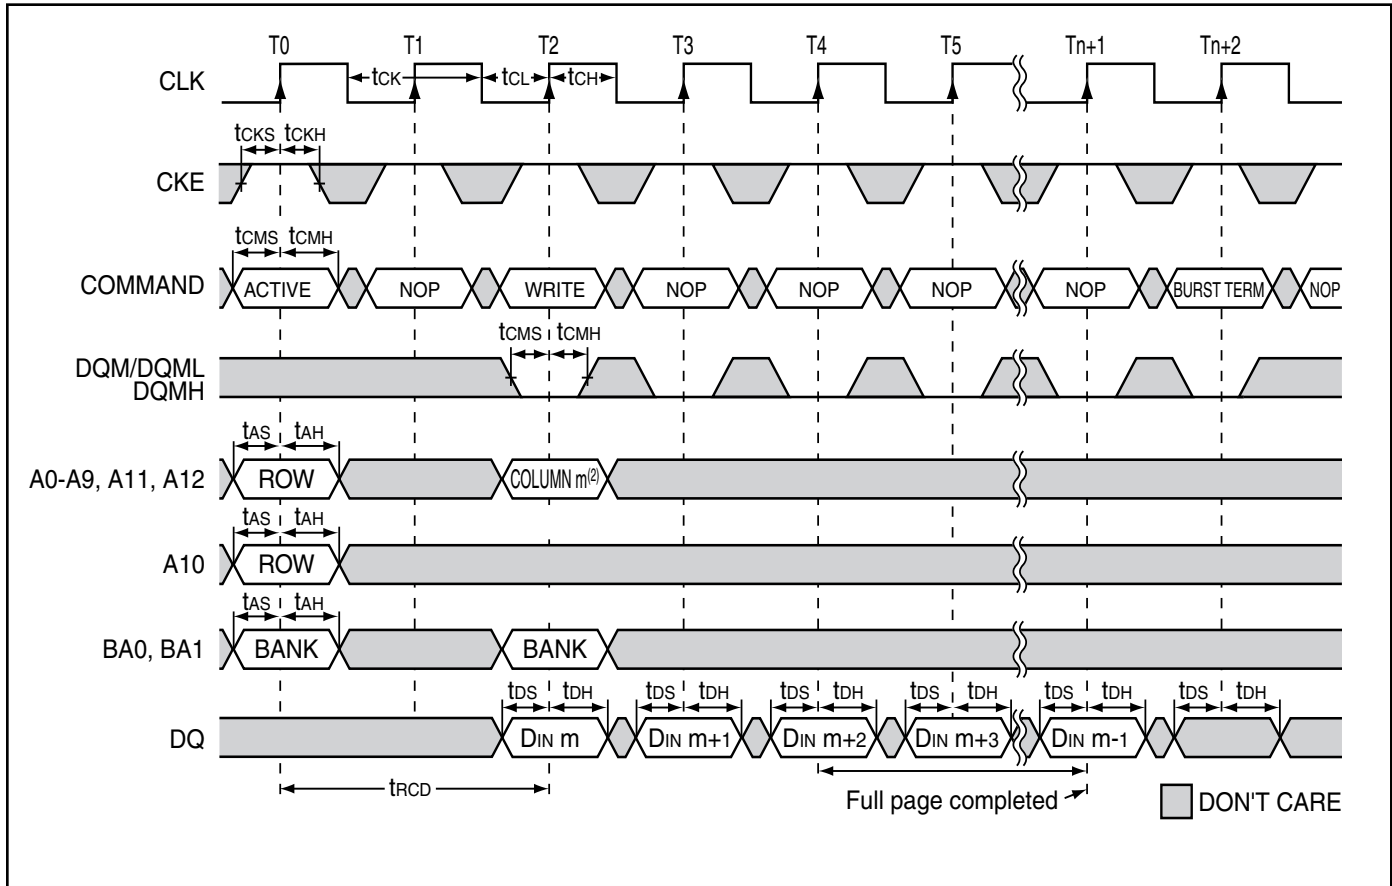 T0 T1 T2 T3 T4 T5 Tn+1 Tn+2
CLK
tCK tCL tCH
tCKS tCKH
CKE
tCMS tCMH
COMMAND
ACTIVE NOP WRITE NOP NOP NOP NOP BURST TERM NOP
tCMS tCMH
DQM/DQML
DQMH
tAS tAH
A0-A9, A11, A12
ROW COLUMN m(2)
tAS tAH
A10
ROW
tAS tAH
BA0, BA1
BANK BANK
tDS tDH tDS tDH tDS tDH tDS tDH tDS tDH tDS tDH
DQ
DIN m DIN m+1 DIN m+2 DIN m+3 DIN m-1
tRCD
Full page completed
DON'T CARE